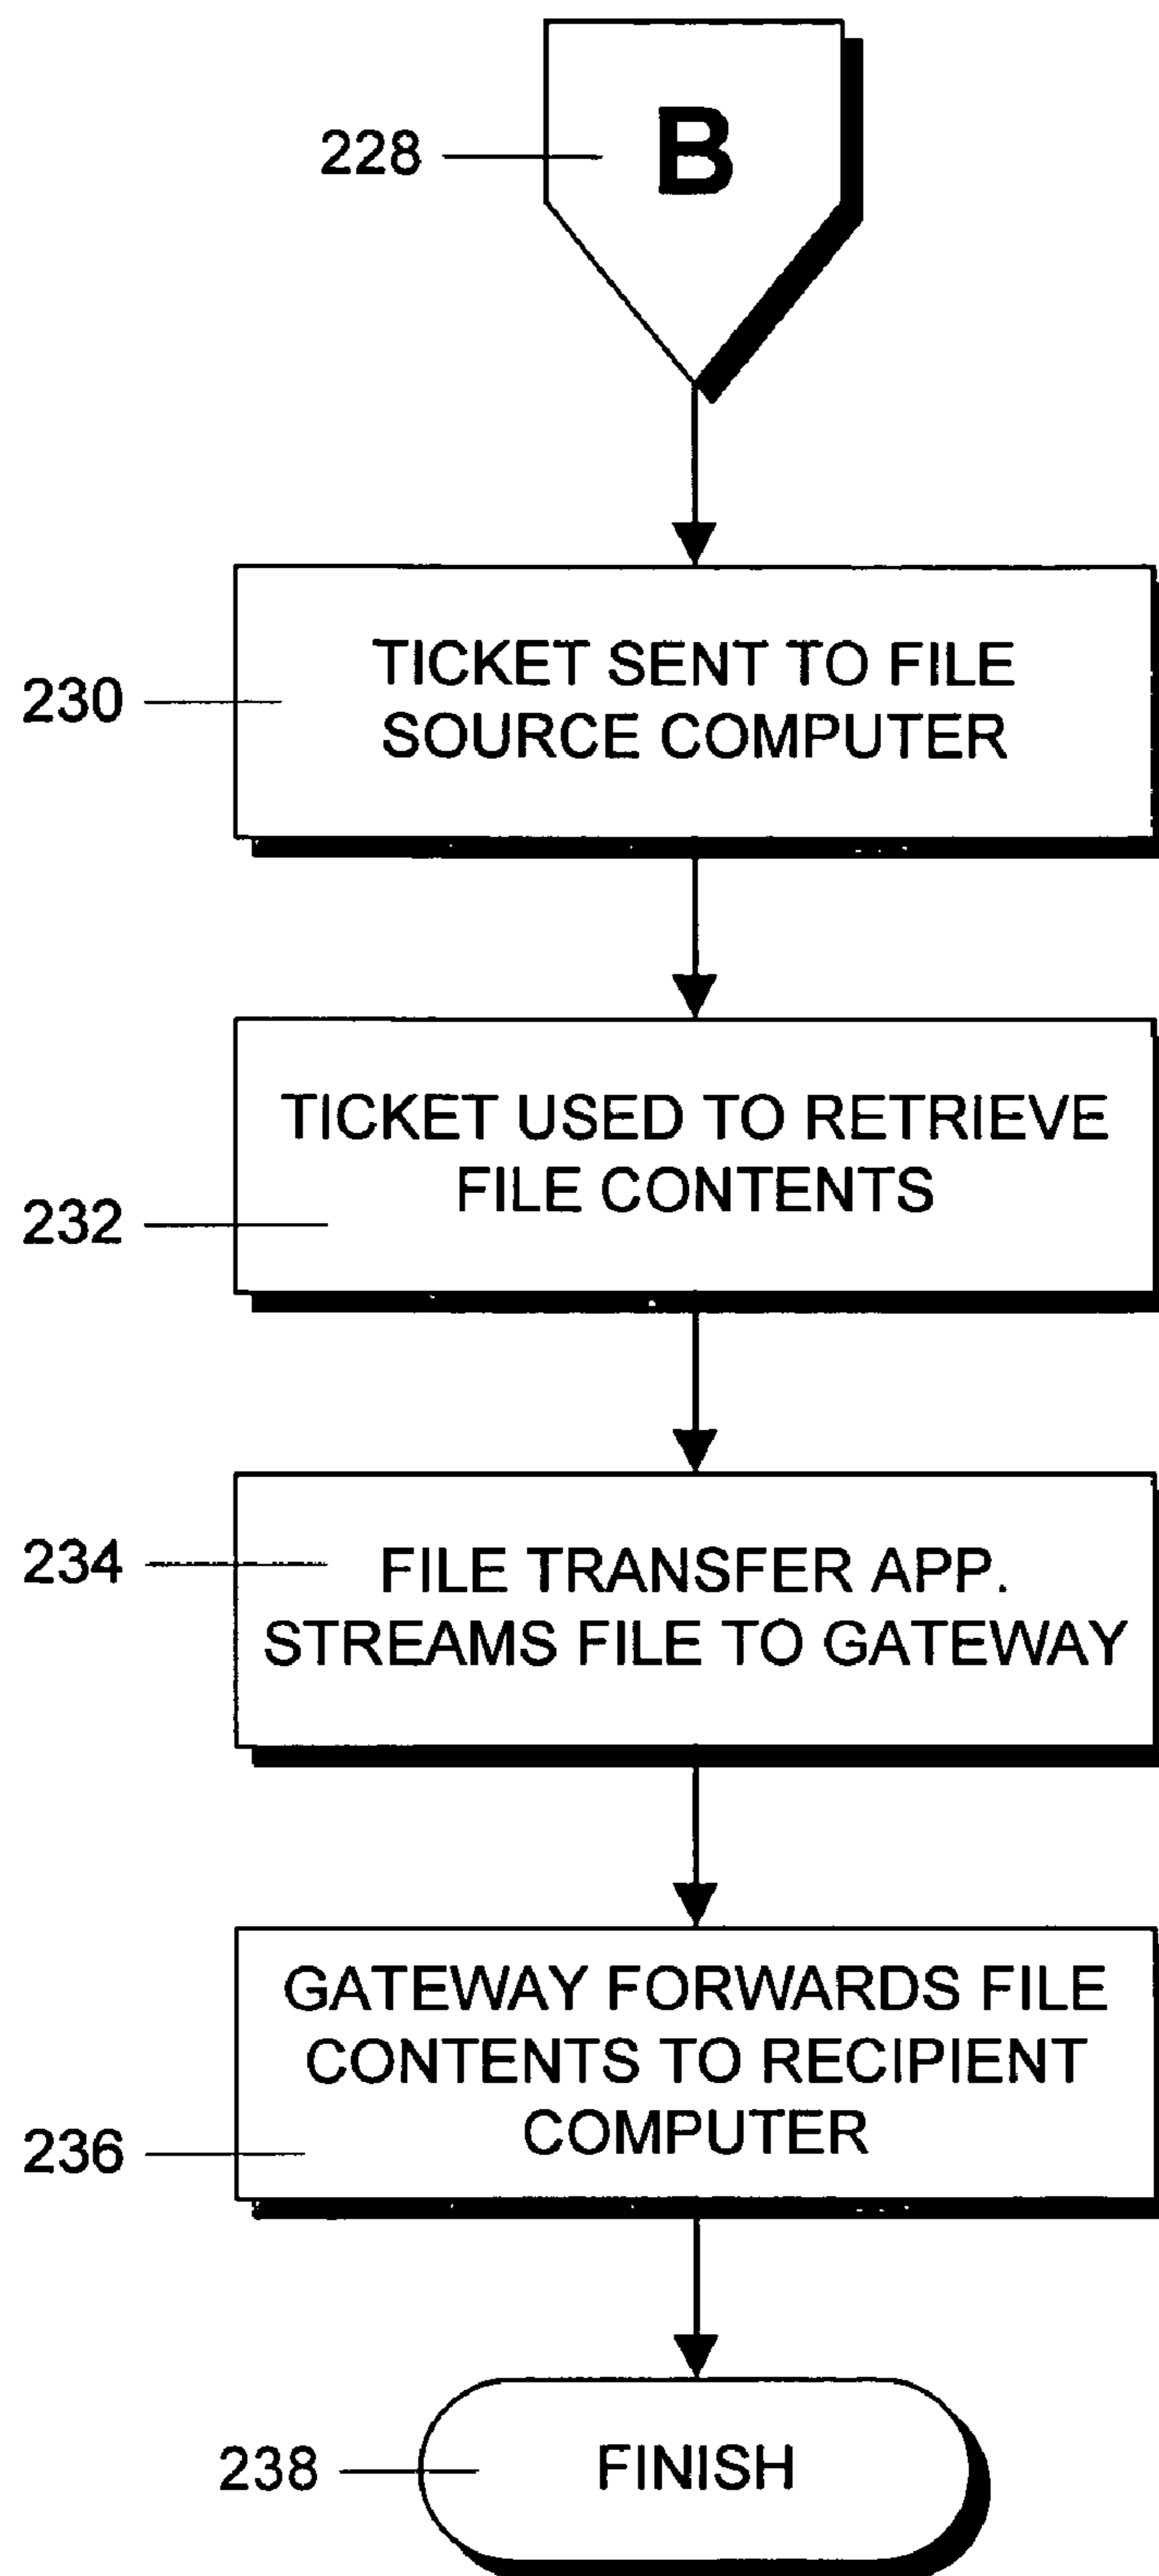 B
228
TICKET SENT TO FILE
230
SOURCE COMPUTER
TICKET USED TO RETRIEVE
FILE CONTENTS
232
234
FILE TRANSFER APP.
STREAMS FILE TO GATEWAY
GATEWAY FORWARDS FILE
CONTENTS TO RECIPIENT
COMPUTER
236
238
FINISH